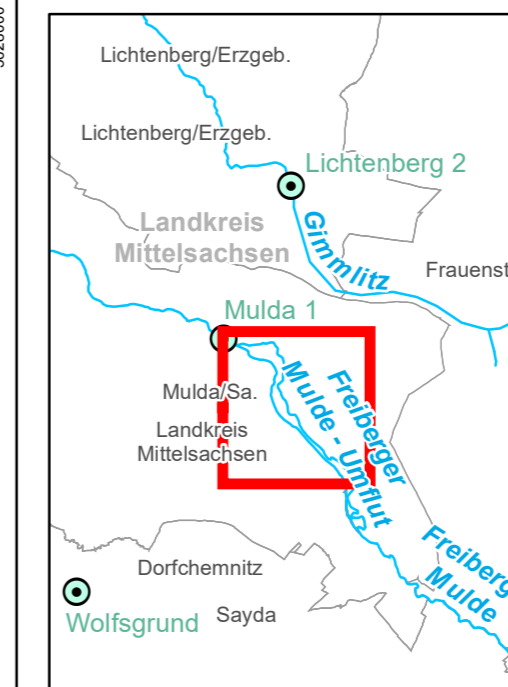 Lichtenberg/Erzgeb.
Lichtenberg/Erzgeb.
Lichtenberg 2
Landkreis
Mittelsachsen
Gimmlitz
Frauenst
Mulda 1
Mulda/Sa.
Landkreis
Mittelsachsen
Freiberger
Mulde - Umflut
Dorfchemnitz
Freiberg
Mulde
Wolfsgrund
Sayda